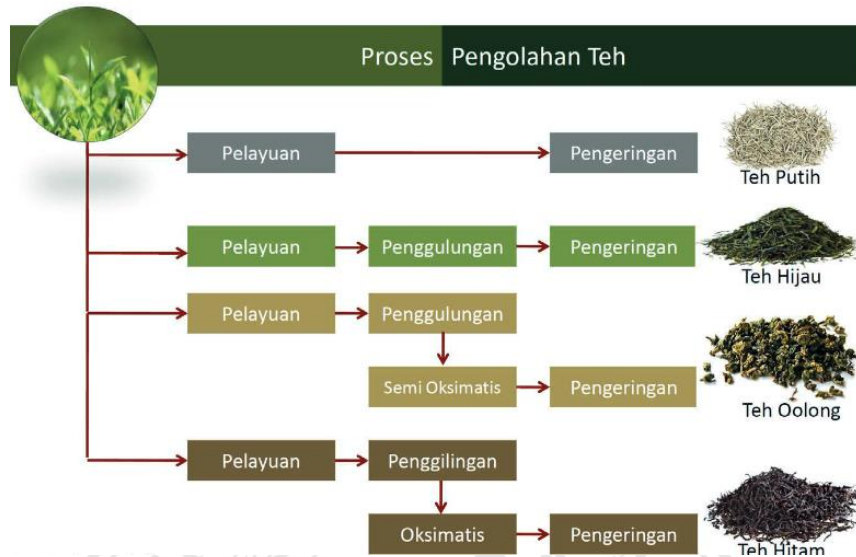 Proses Pengolahan Teh
Pelayuan
Pengeringan
Teh Putih
Pelayuan
Penggulungan
Pengeringan
Teh Hijau
Pelayuan
Penggulungan
Semi Oksimatis
Pengeringan
Teh Oolong
Pelayuan
Penggilingan
Oksimatis
Pengeringan
Teh Hitam